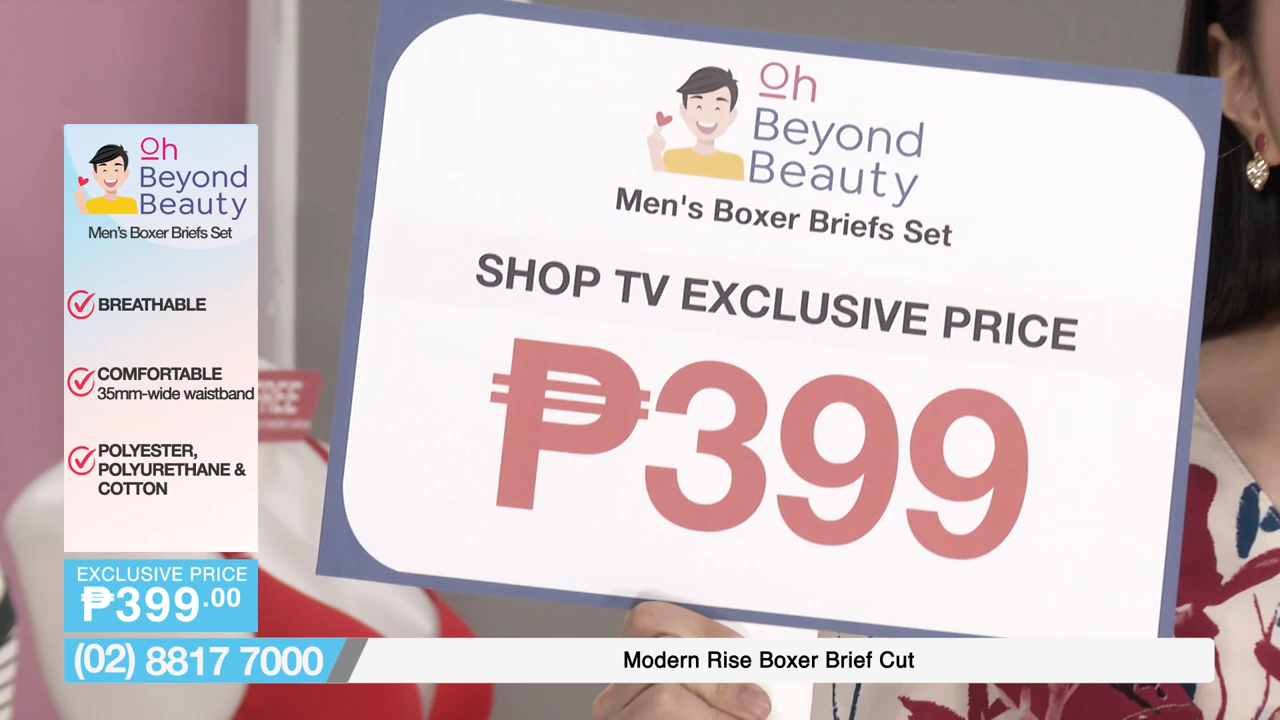 Oh
Beyond
Beauty
Men's Boxer Briefs Set
BREATHABLE
COMFORTABLE
35mm-wide waistband
POLYESTER,
POLYURETHANE &
COTTON
EXCLUSIVE PRICE
₱399.00
(02) 8817 7000
Modern Rise Boxer Brief Cut
Oh
Beyond
Beauty
Men's Boxer Briefs Set
SHOP TV EXCLUSIVE PRICE
₱399
FREE